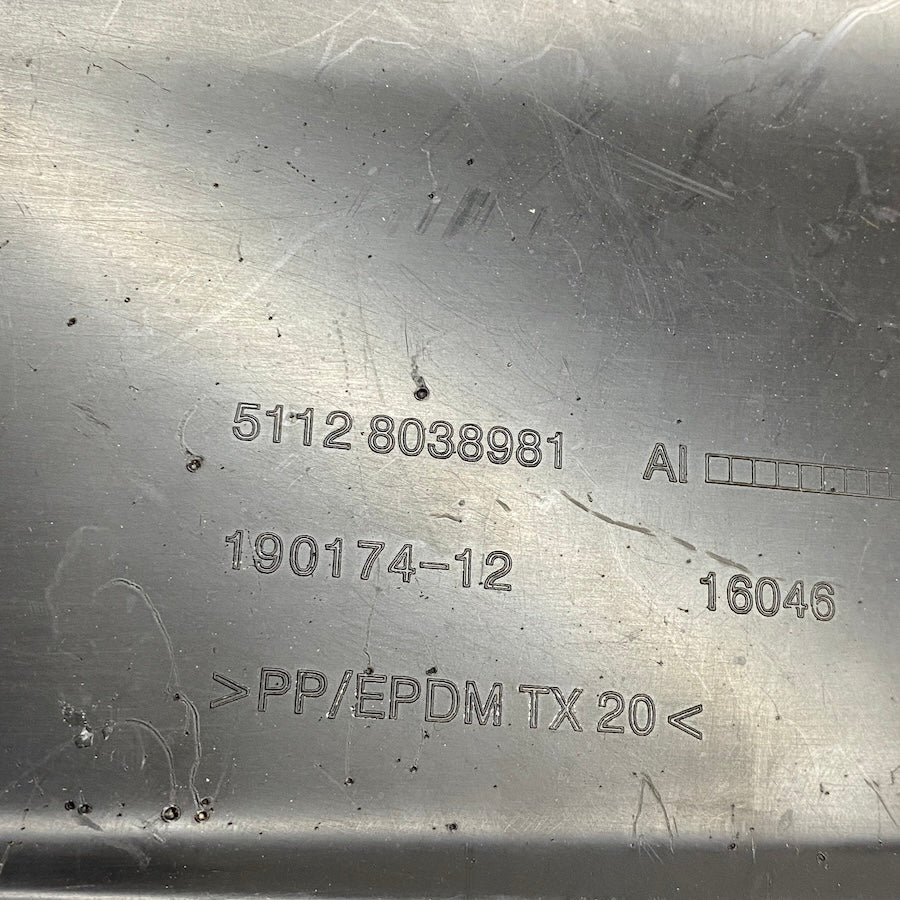 5112 8038981 AI
190174-12 16046
>PP/EPDM TX 20<